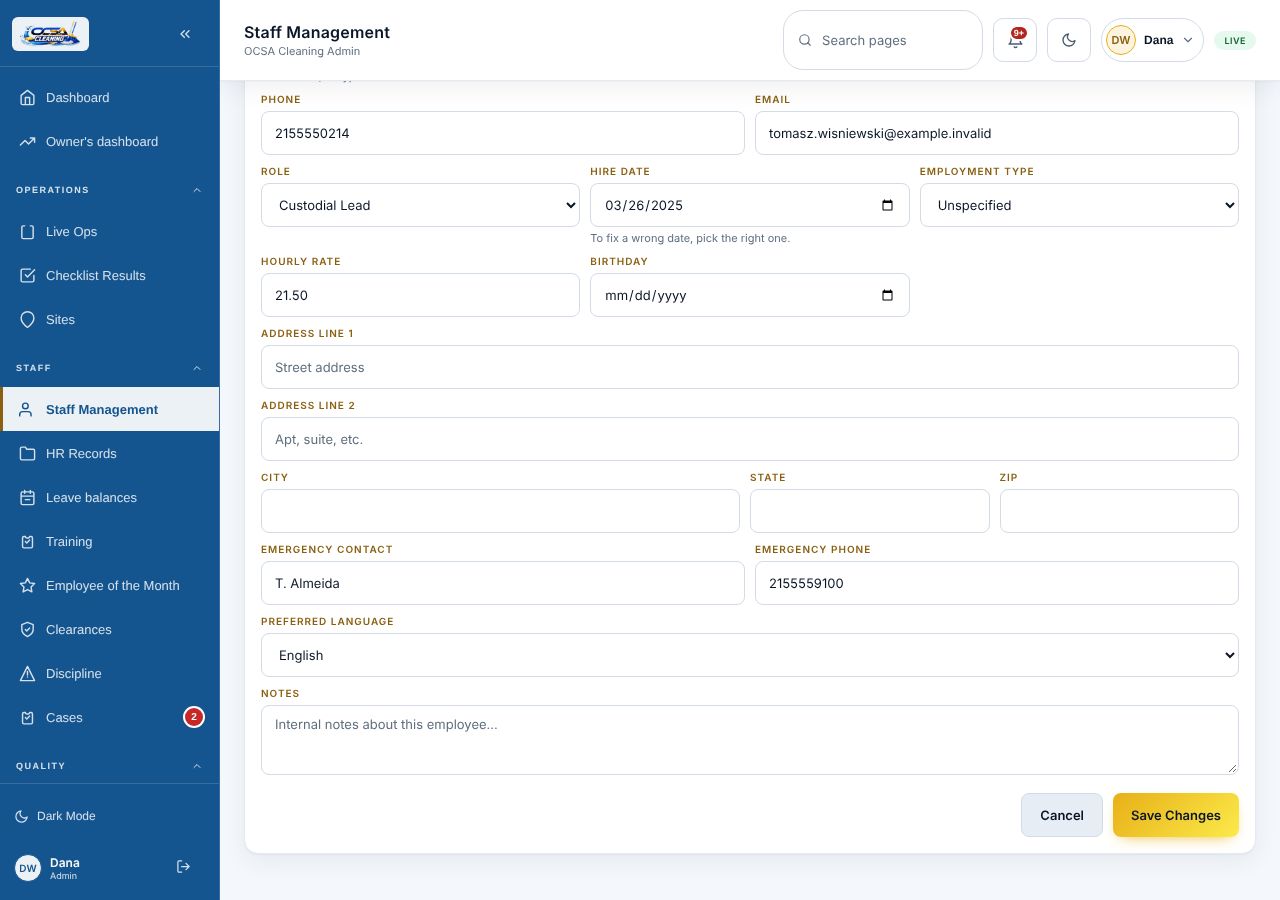 OCSA
CLEANING
Staff Management
OCSA Cleaning Admin
Search pages
9+
DW
Dana
LIVE
Dashboard
Owner's dashboard
OPERATIONS
Live Ops
Checklist Results
Sites
STAFF
Staff Management
HR Records
Leave balances
Training
Employee of the Month
Clearances
Discipline
Cases
2
QUALITY
Dark Mode
DW
Dana
Admin
PHONE
EMAIL
2155550214
tomasz.wisniewski@example.invalid
ROLE
HIRE DATE
EMPLOYMENT TYPE
Custodial Lead
03/26/2025
Unspecified
To fix a wrong date, pick the right one.
HOURLY RATE
BIRTHDAY
21.50
mm/dd/yyyy
ADDRESS LINE 1
Street address
ADDRESS LINE 2
Apt, suite, etc.
CITY
STATE
ZIP
EMERGENCY CONTACT
EMERGENCY PHONE
T. Almeida
2155559100
PREFERRED LANGUAGE
English
NOTES
Internal notes about this employee...
Cancel
Save Changes